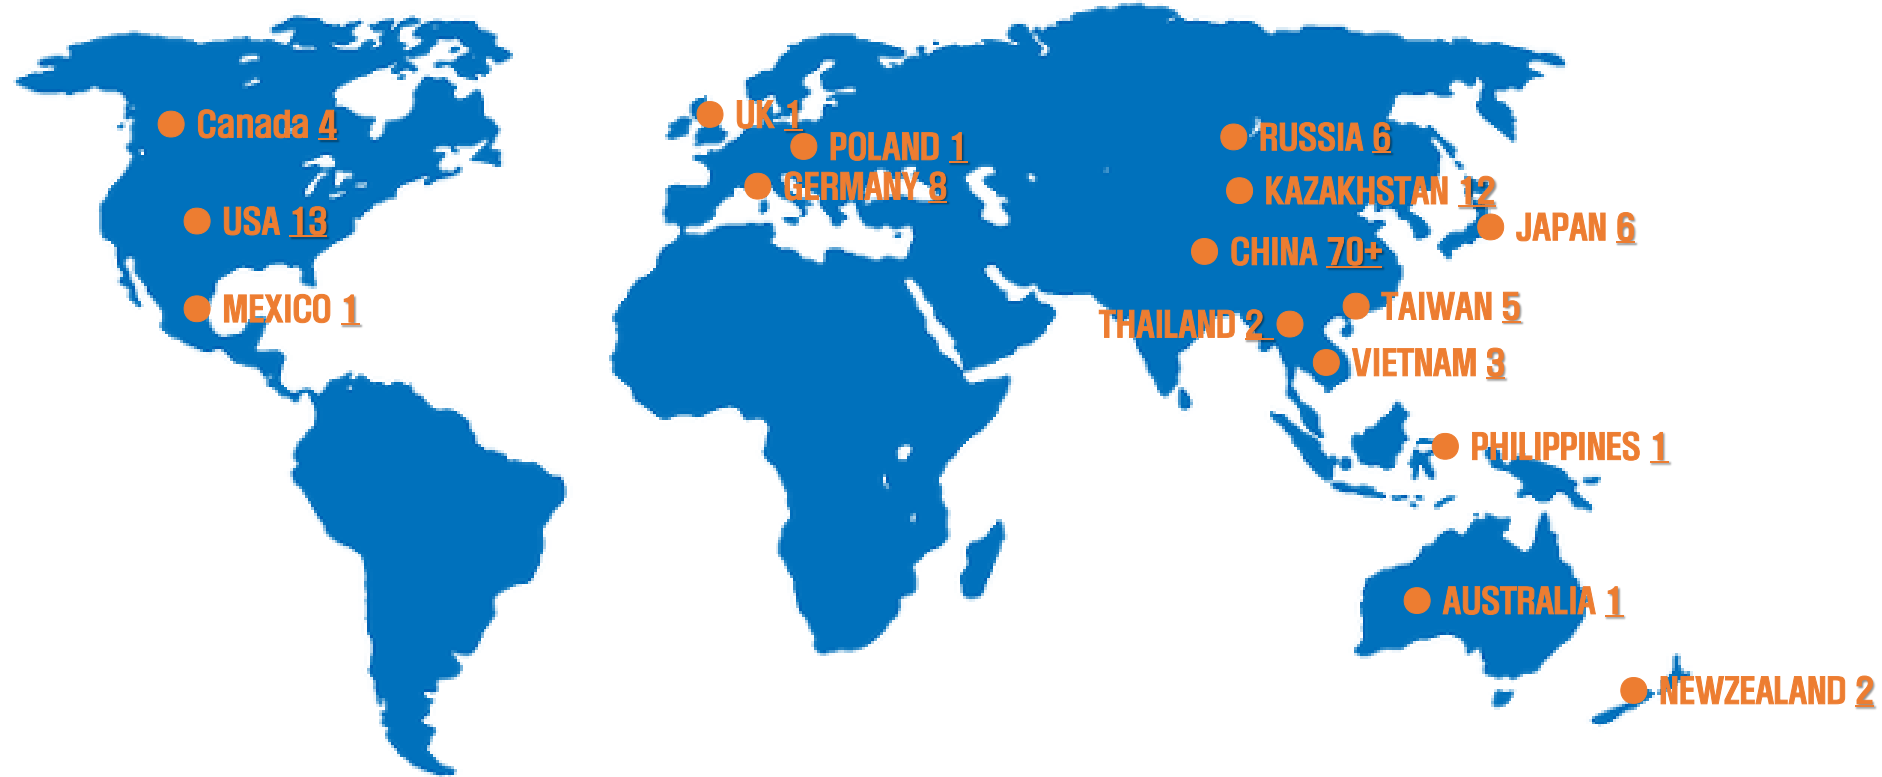 Canada 4
USA 13
MEXICO 1
UK 1
POLAND 1
GERMANY 8
RUSSIA 6
KAZAKHSTAN 12
JAPAN 6
CHINA 70+
TAIWAN 5
THAILAND 2
VIETNAM 3
PHILIPPINES 1
AUSTRALIA 1
NEWZEALAND 2